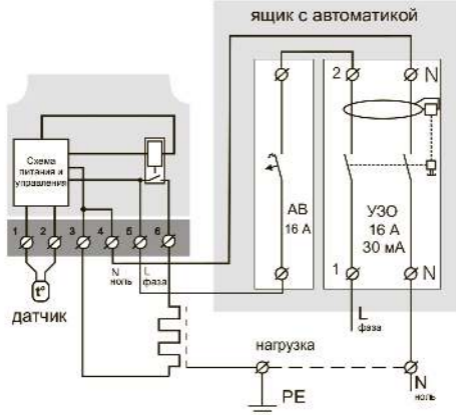 ящик с автоматикой
2
N
Схема
питания и
управления
АВ
16 А
УЗО
16 А
30 мА
1
2
3
4
5
6
N
ноль
L
фаза
1
N
t°
датчик
L
фаза
нагрузка
N
ноль
PE